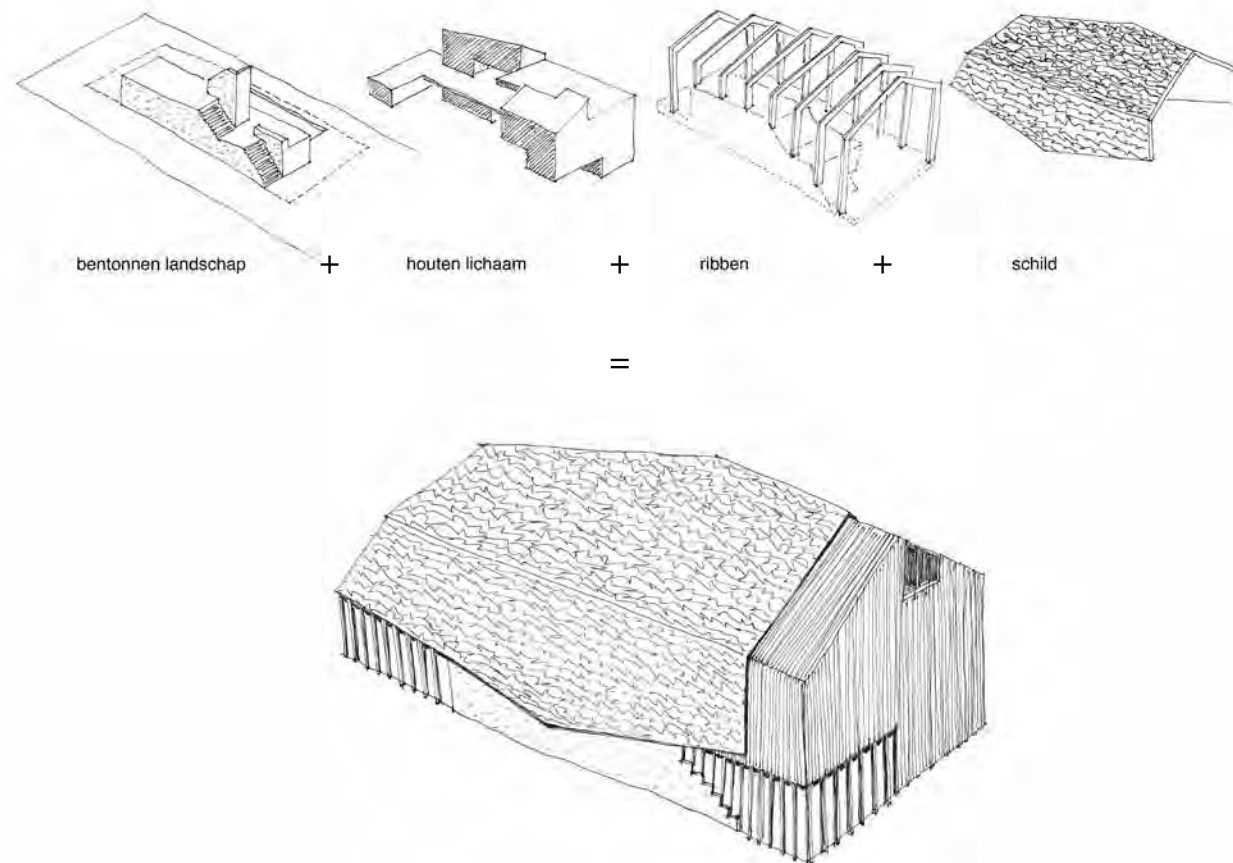 bentonnen landschap + houten lichaam + ribben + schild
=